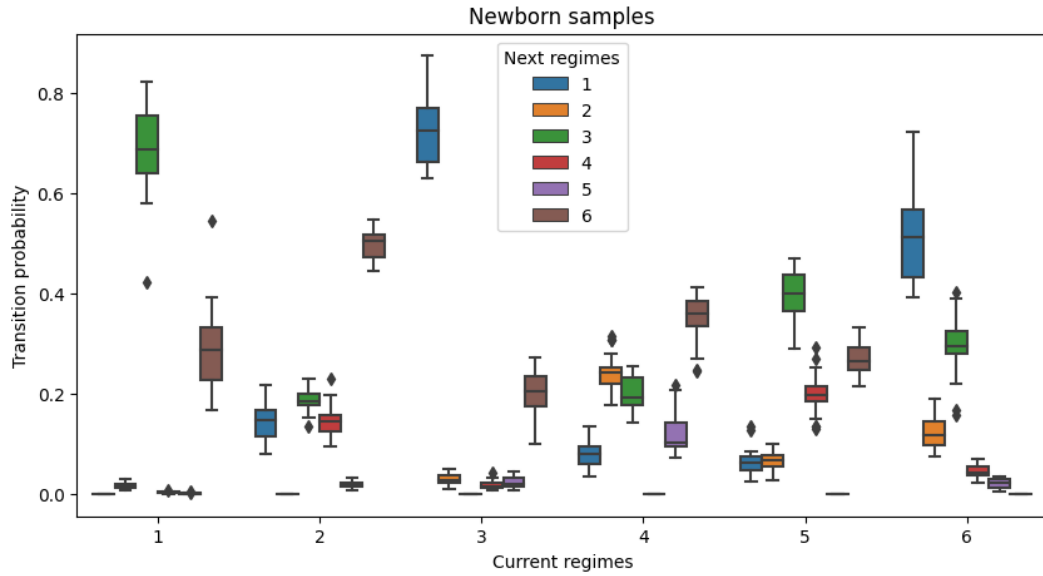 Newborn samples
Transition probability
0.8
0.6
0.4
0.2
0.0
Next regimes
1
2
3
4
5
6
1 2 3 4 5 6
Current regimes